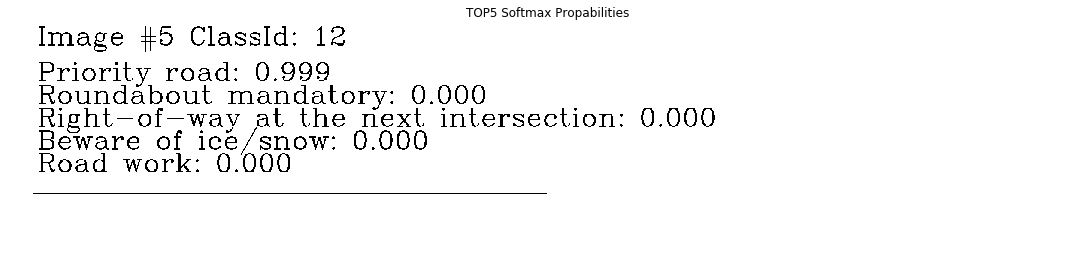 TOP5 Softmax Propabilities
Image #5 ClassId: 12
Priority road: 0.999
Roundabout mandatory: 0.000
Right-of-way at the next intersection: 0.000
Beware of ice/snow: 0.000
Road work: 0.000